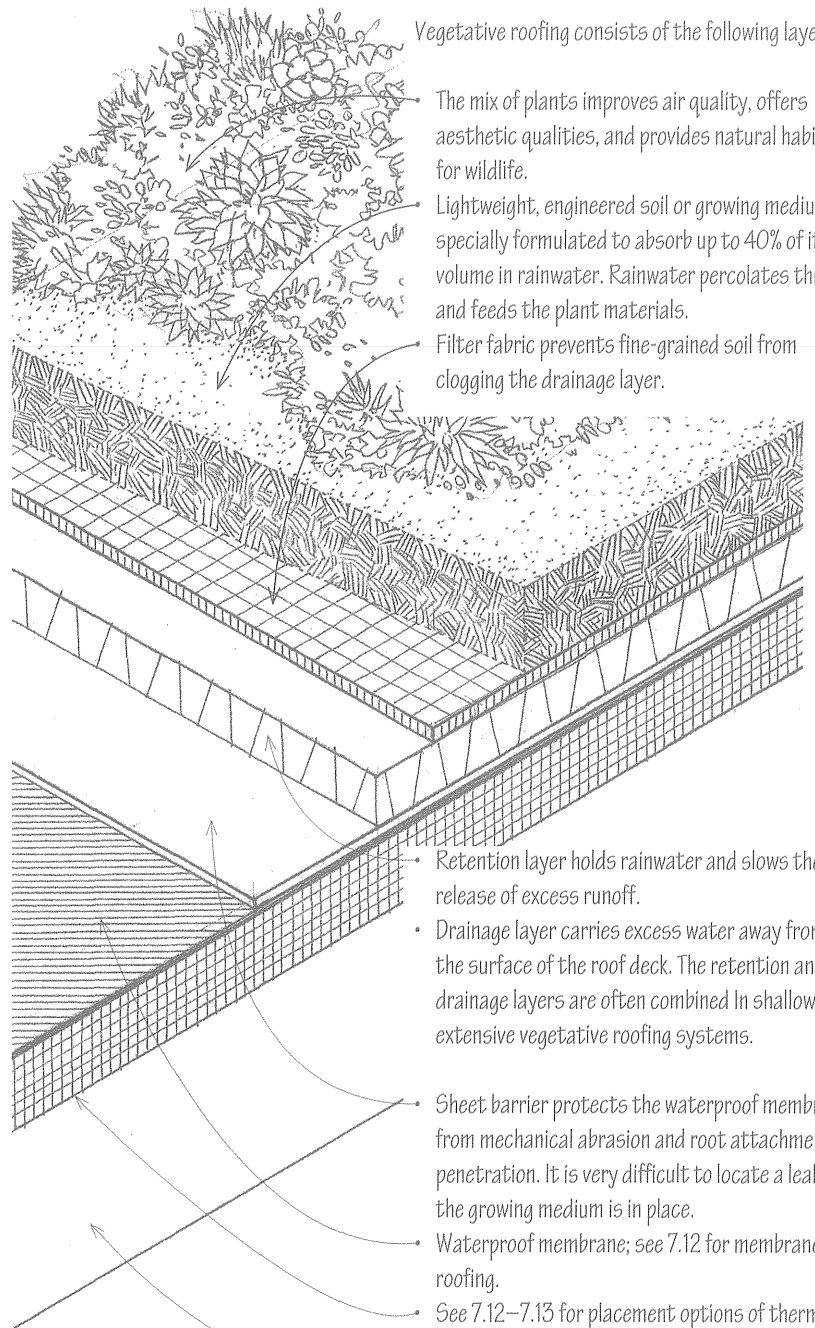 Vegetative roofing consists of the following laye
The mix of plants improves air quality, offers
aesthetic qualities, and provides natural habi
for wildlife.
Lightweight, engineered soil or growing mediu
specially formulated to absorb up to 40% of i
volume in rainwater. Rainwater percolates th
and feeds the plant materials.
Filter fabric prevents fine-grained soil from
clogging the drainage layer.
Retention layer holds rainwater and slows the
release of excess runoff.
Drainage layer carries excess water away fro
the surface of the roof deck. The retention an
drainage layers are often combined In shallow
extensive vegetative roofing systems.
Sheet barrier protects the waterproof memb
from mechanical abrasion and root attachme
penetration. It is very difficult to locate a lea
the growing medium is in place.
Waterproof membrane; see 7.12 for membran
roofing.
See 7.12–7.13 for placement options of therm